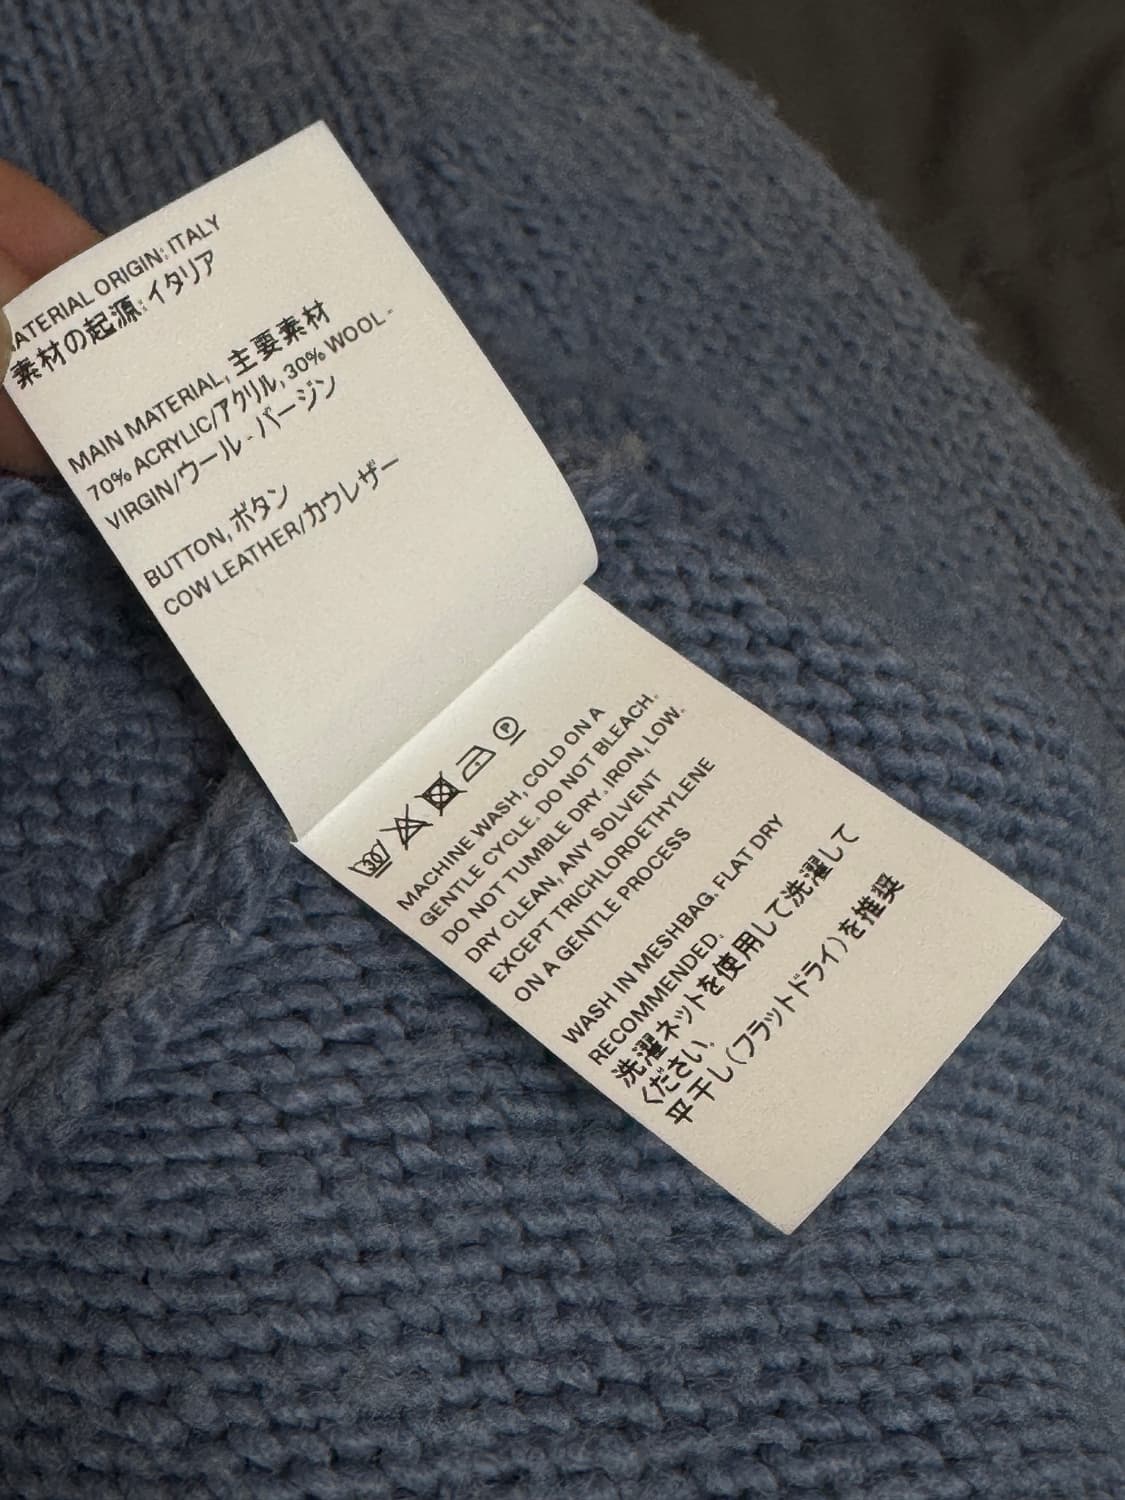 MATERIAL ORIGIN: ITALY
素材の起源: イタリア
MAIN MATERIAL, 主要素材
70% ACRYLIC/アクリル, 30% WOOL -
VIRGIN/ウール - バージン
BUTTON, ボタン
COW LEATHER/カウレザー
30 P
MACHINE WASH, COLD ON A
GENTLE CYCLE. DO NOT BLEACH.
DO NOT TUMBLE DRY. IRON, LOW.
DRY CLEAN, ANY SOLVENT
EXCEPT TRICHLOROETHYLENE
ON A GENTLE PROCESS
WASH IN MESHBAG. FLAT DRY
RECOMMENDED.
洗濯ネットを使用して洗濯して
ください.
平干し(フラットドライ)を推奨